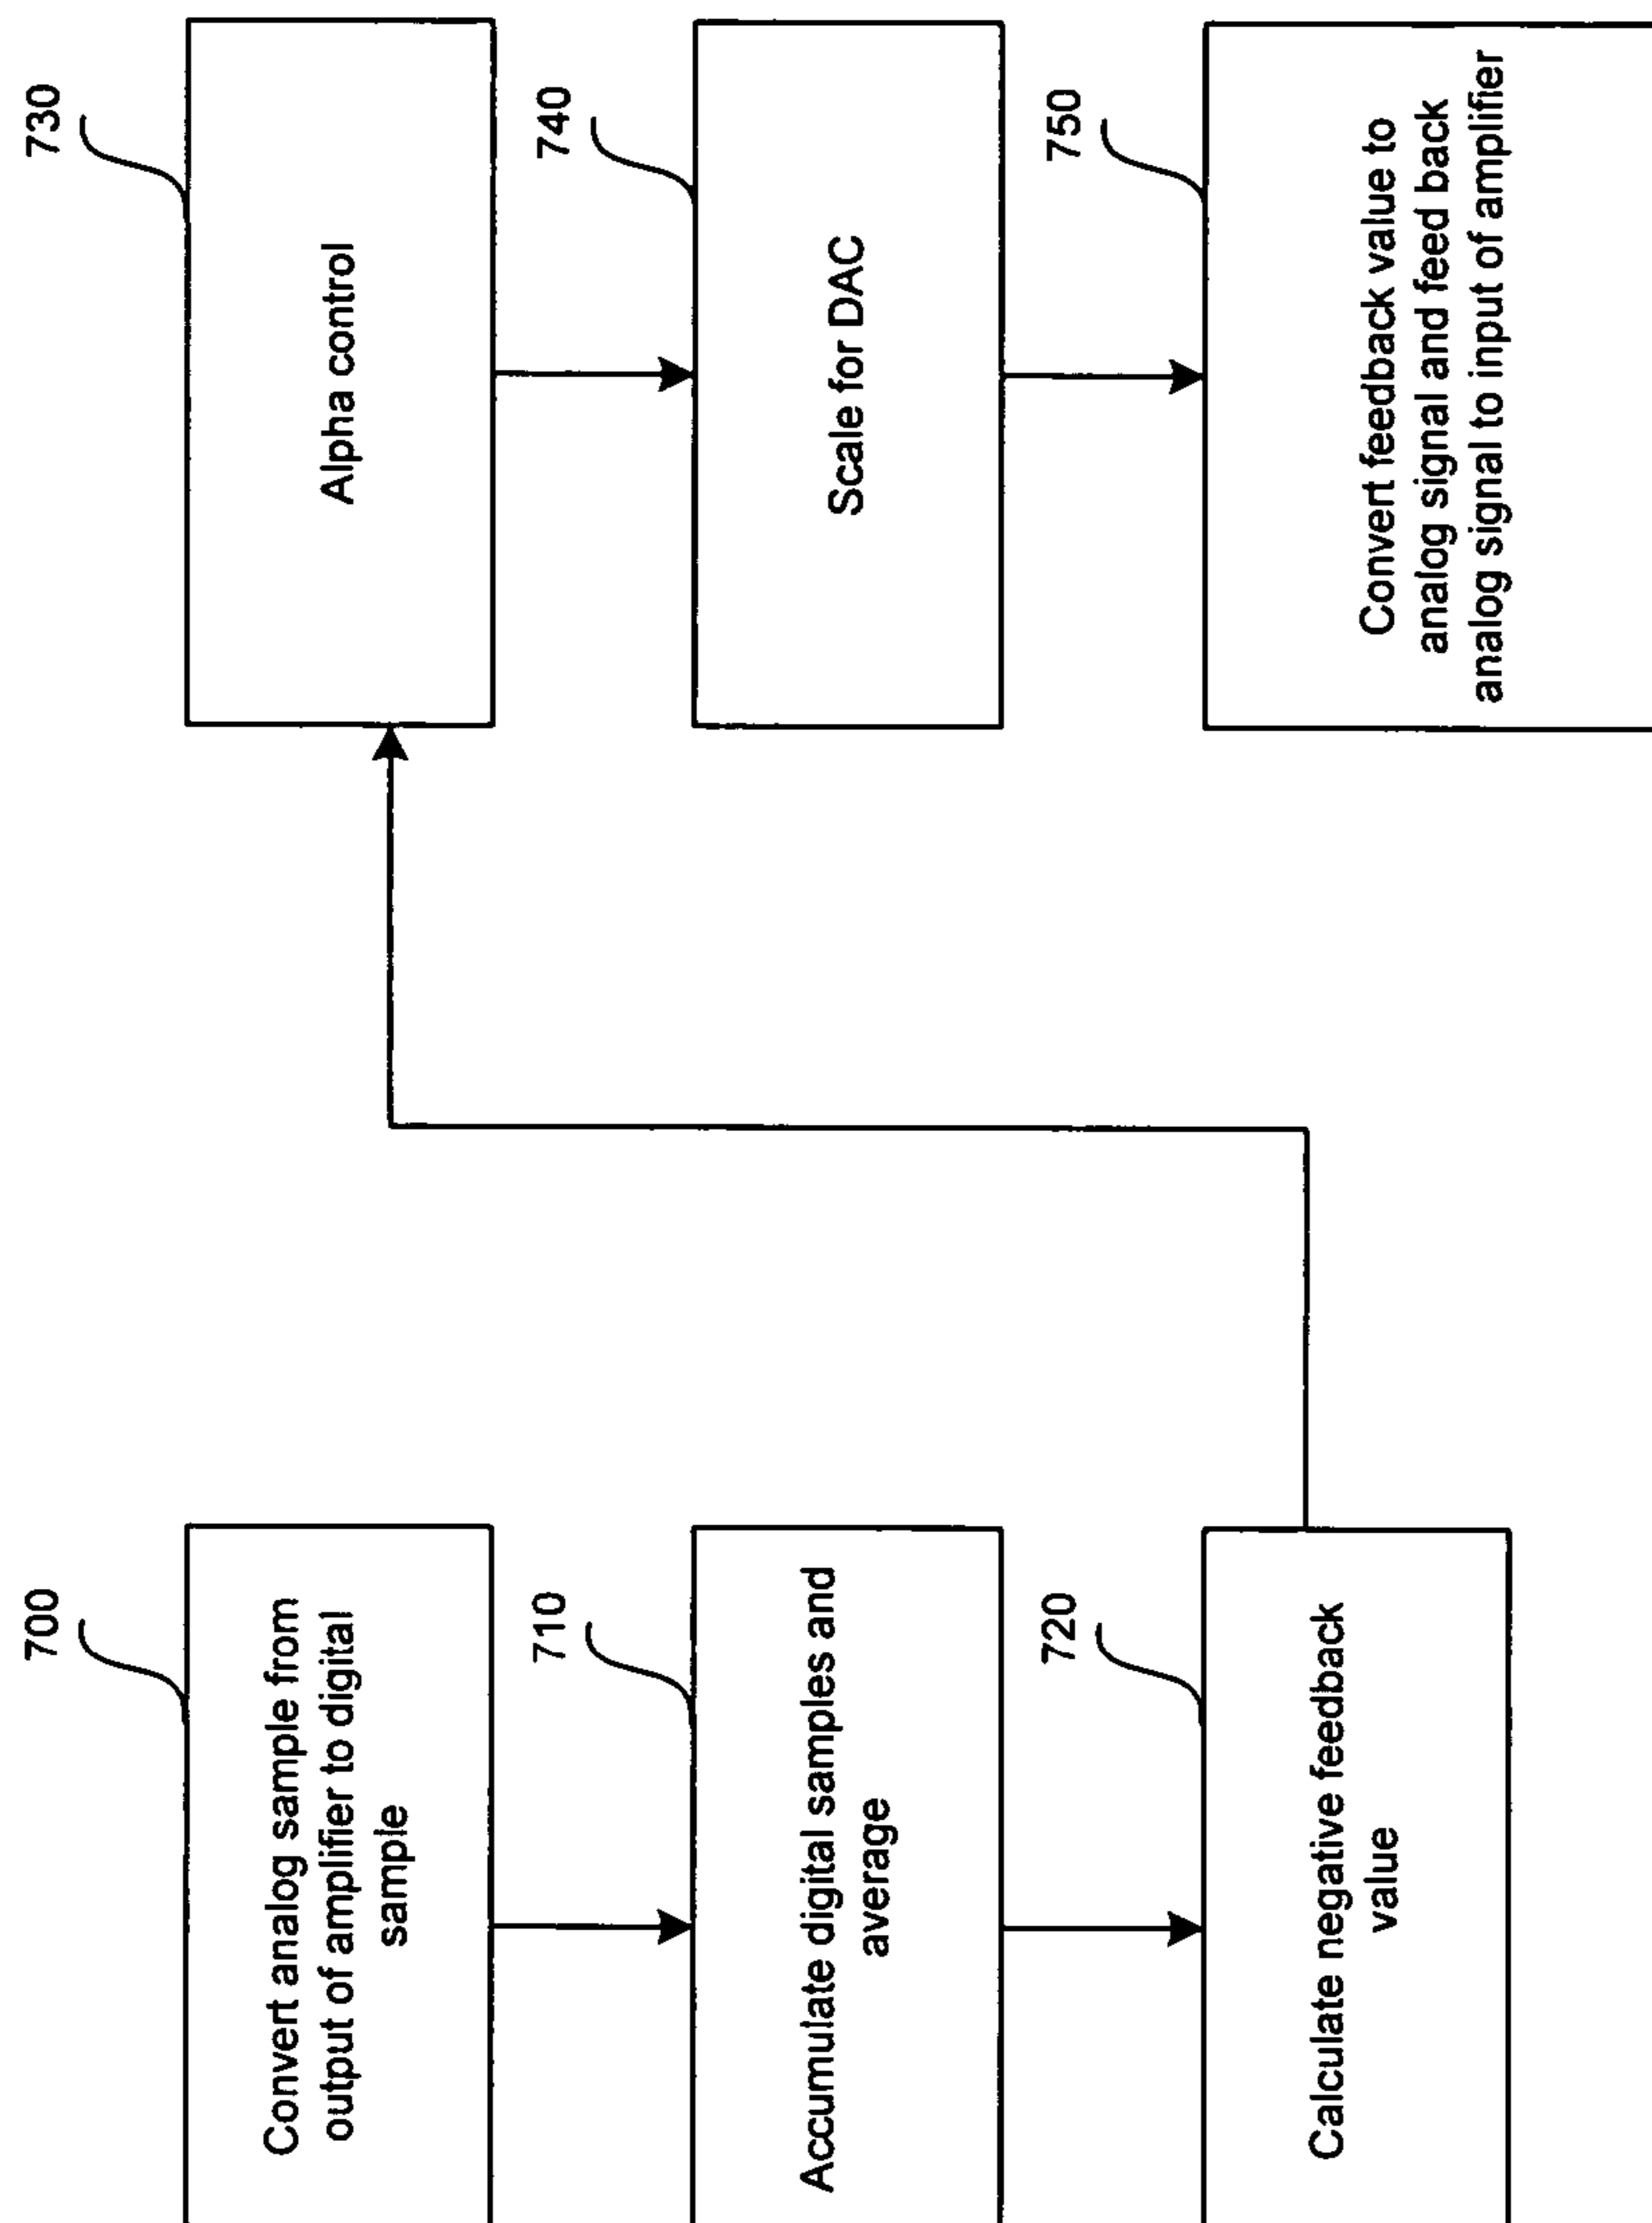 700
Convert analog sample from
output of amplifier to digital
sample
710
Accumulate digital samples and
average
720
Calculate negative feedback
value
730
Alpha control
740
Scale for DAC
750
Convert feedback value to
analog signal and feed back
analog signal to input of amplifier